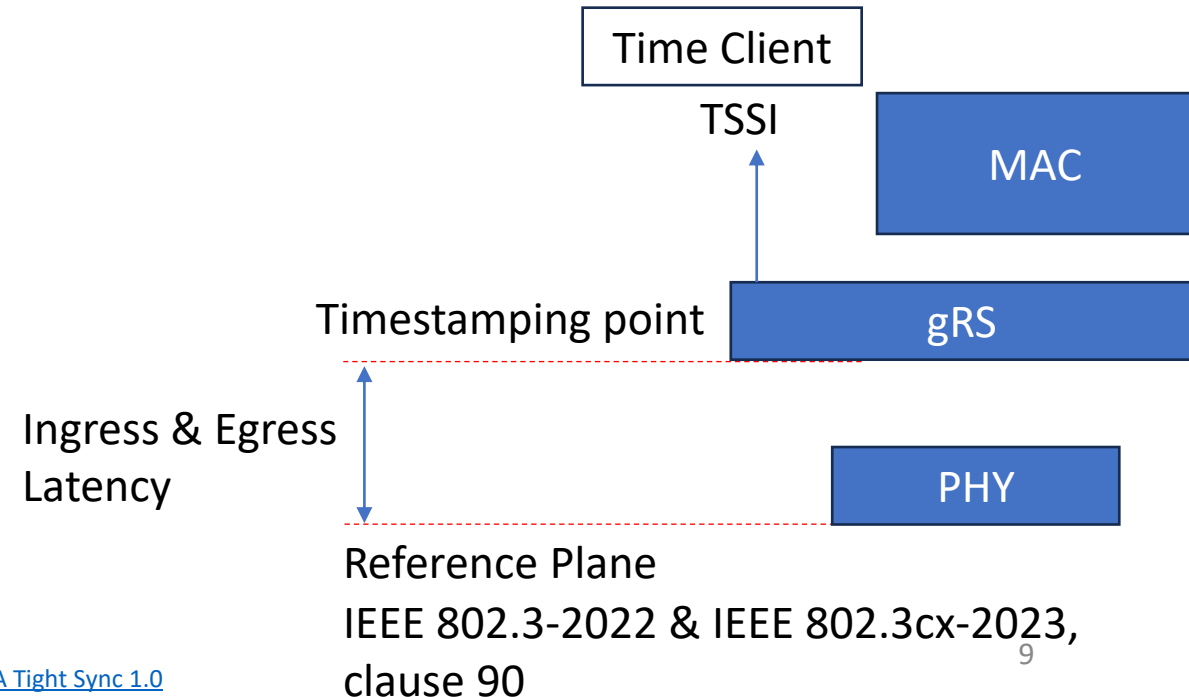 Time Client
TSSI
MAC
Timestamping point
gRS
Ingress & Egress
Latency
PHY
Reference Plane
IEEE 802.3-2022 & IEEE 802.3cx-2023,
clause 90
9
A Tight Sync 1.0